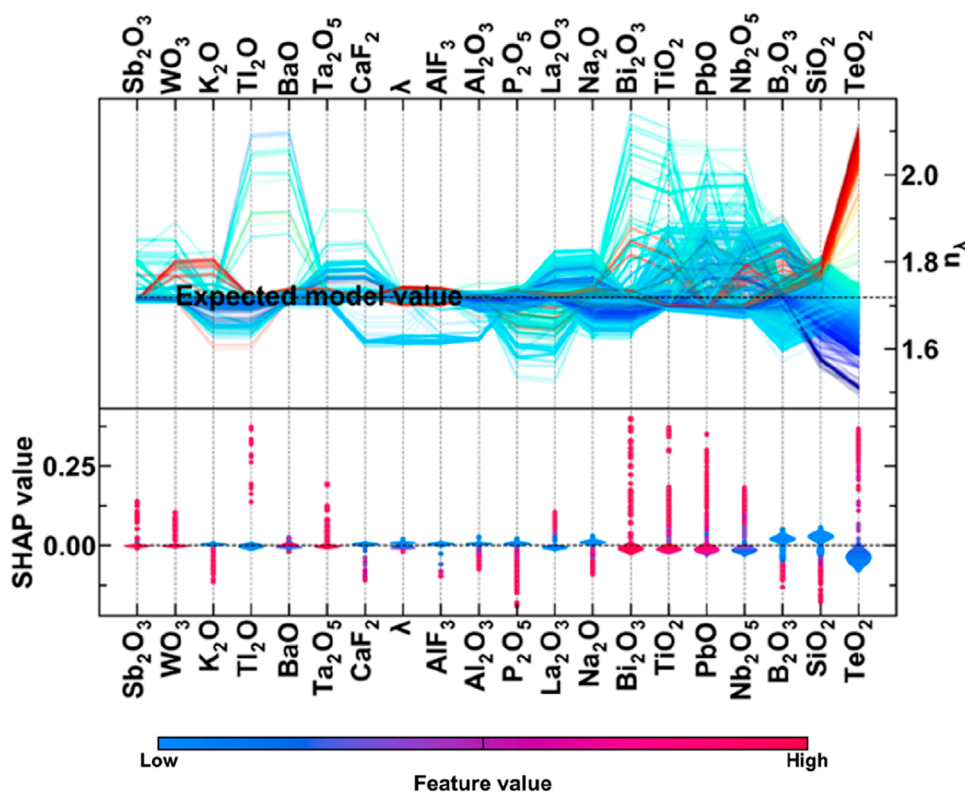 Sb₂O₃ WO₃ K₂O Tl₂O BaO Ta₂O₅ CaF₂ λ AlF₃ Al₂O₃ P₂O₅ La₂O₃ Na₂O Bi₂O₃ TiO₂ PbO Nb₂O₅ B₂O₃ SiO₂ TeO₂
2.0
1.8
1.6
nλ
Expected model value
SHAP value
0.25
0.00
Sb₂O₃ WO₃ K₂O Tl₂O BaO Ta₂O₅ CaF₂ λ AlF₃ Al₂O₃ P₂O₅ La₂O₃ Na₂O Bi₂O₃ TiO₂ PbO Nb₂O₅ B₂O₃ SiO₂ TeO₂
Low High
Feature value